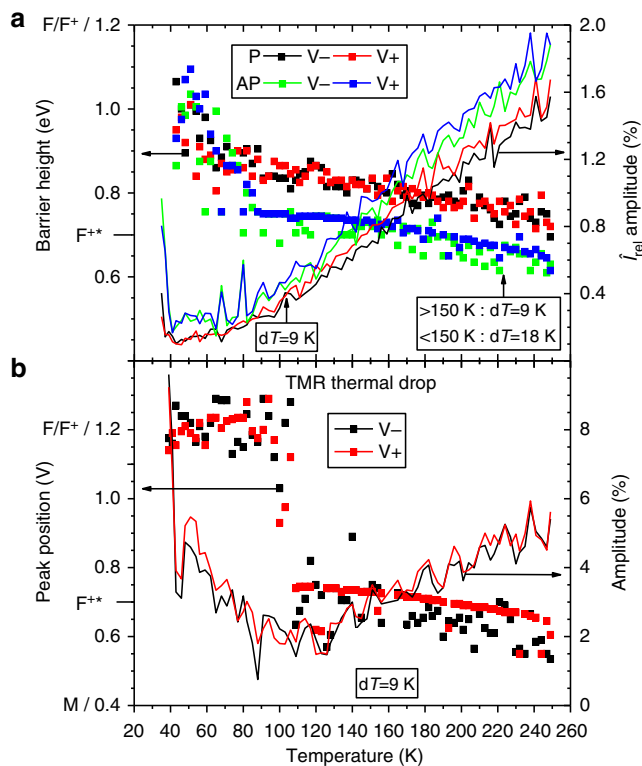 a
F/F+ / 1.2
1.0
0.8
F+*
0.6
Barrier height (eV)
P V– V+
AP V– V+
2.0
1.6
1.2
0.8
0.4
ĵrel amplitude (%)
dT=9 K
>150 K : dT=9 K
<150 K : dT=18 K
b
TMR thermal drop
V–
V+
F/F+ / 1.2
1.0
0.8
F+*
0.6
M / 0.4
Peak position (V)
8
6
4
2
0
Amplitude (%)
dT=9 K
20 40 60 80 100 120 140 160 180 200 220 240 260
Temperature (K)